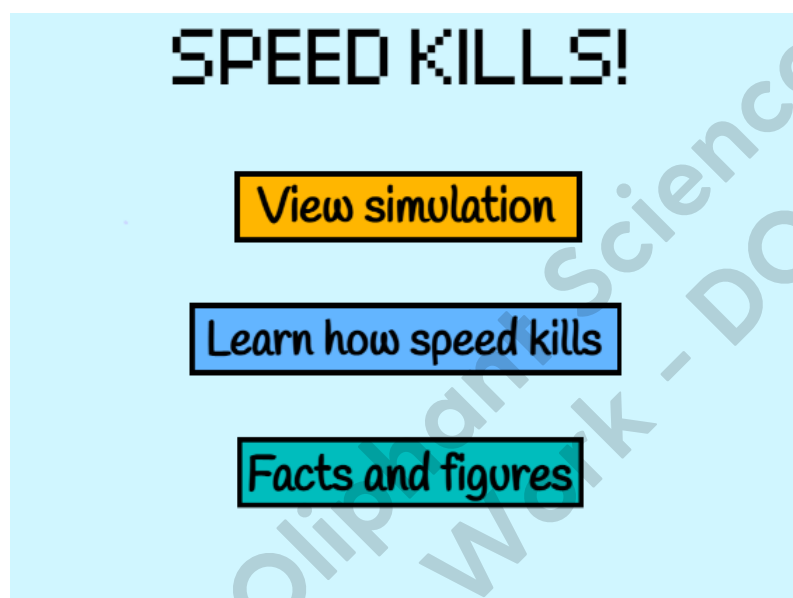 SPEED KILLS!
View simulation
Learn how speed kills
Facts and figures
Oliphant Science
Work - DO